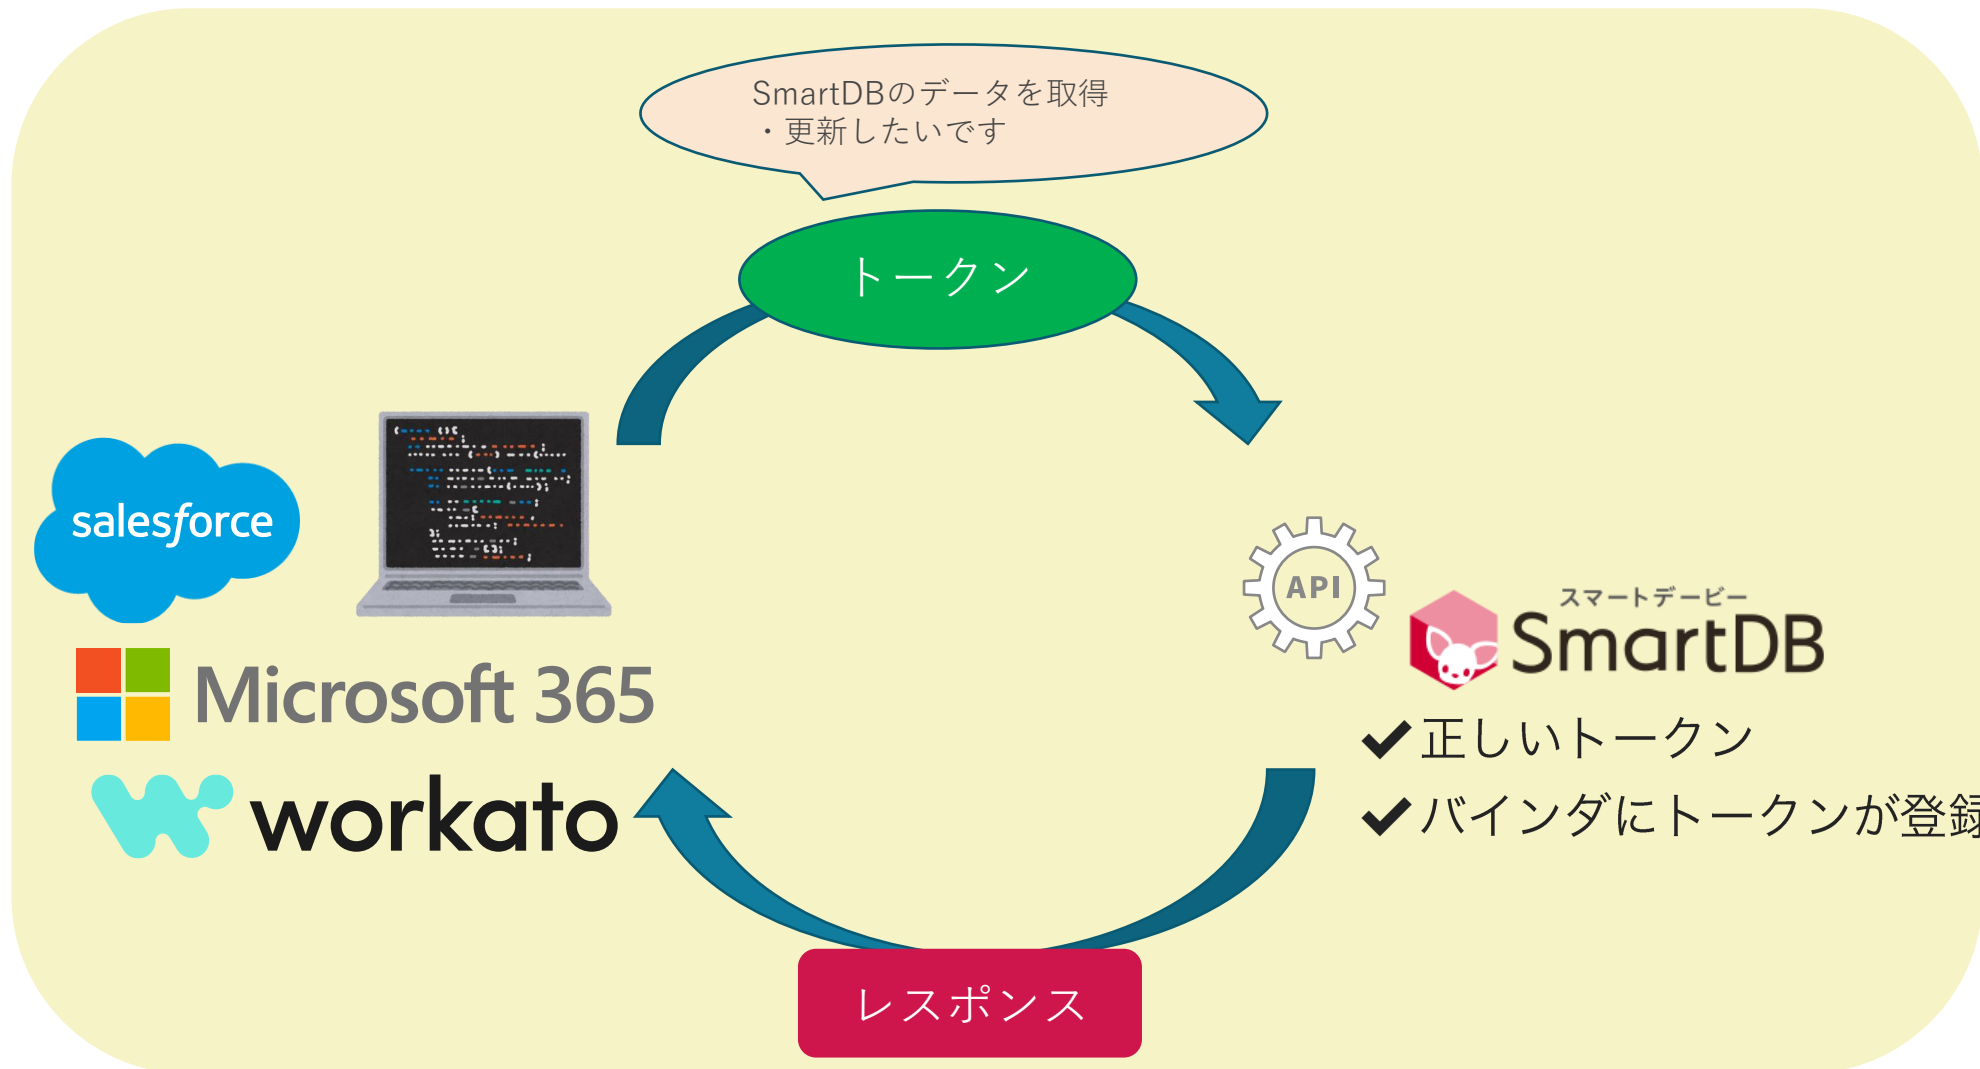 SmartDBのデータを取得
・更新したいです
トークン
salesforce
Microsoft 365
workato
API
スマートデービー
SmartDB
正しいトークン
バインダにトークンが登録
レスポンス